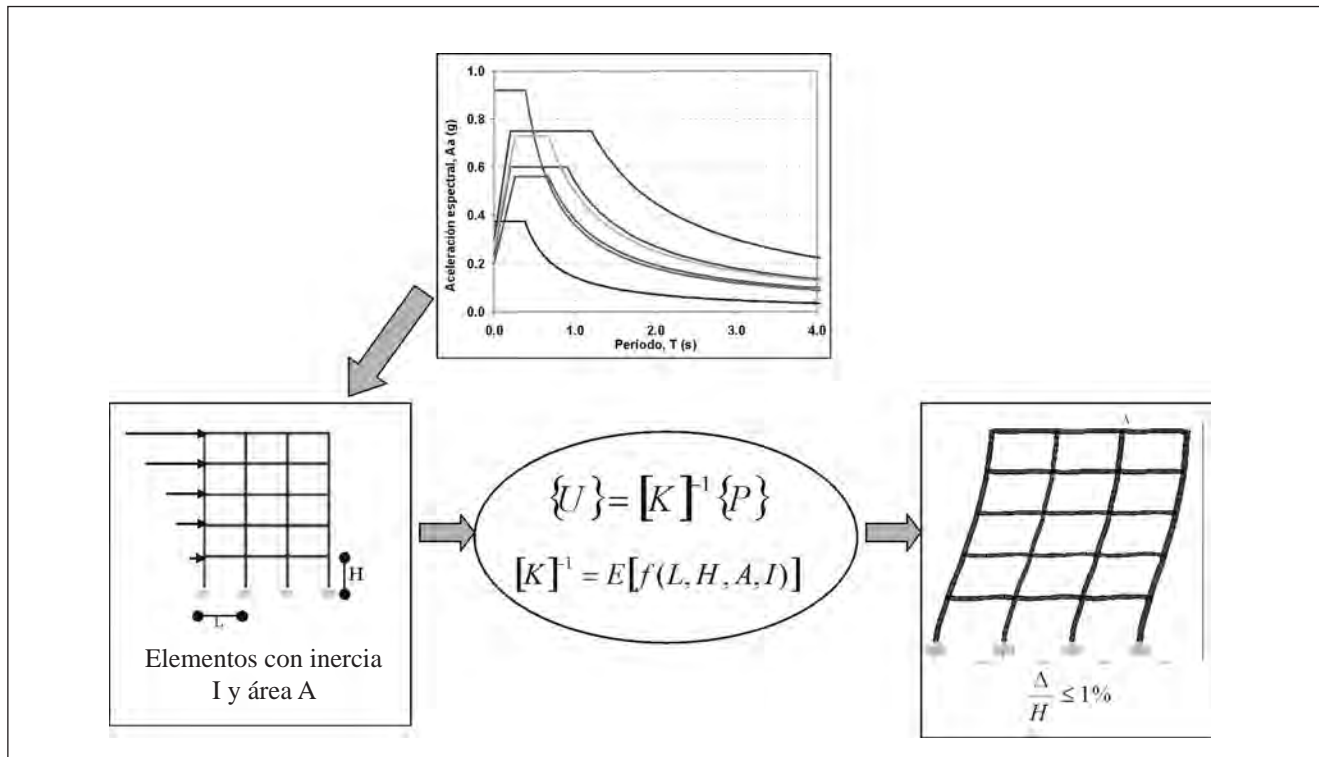 Aceleración espectral, Aa (g)
1.0
0.8
0.6
0.4
0.2
0.0
0.0 1.0 2.0 3.0 4.0
Período, T (s)
H
L
Elementos con inercia
I y área A
{U} = [K]⁻¹ {P}
[K]⁻¹ = E[f(L, H, A, I)]
Δ
Δ/H ≤ 1%